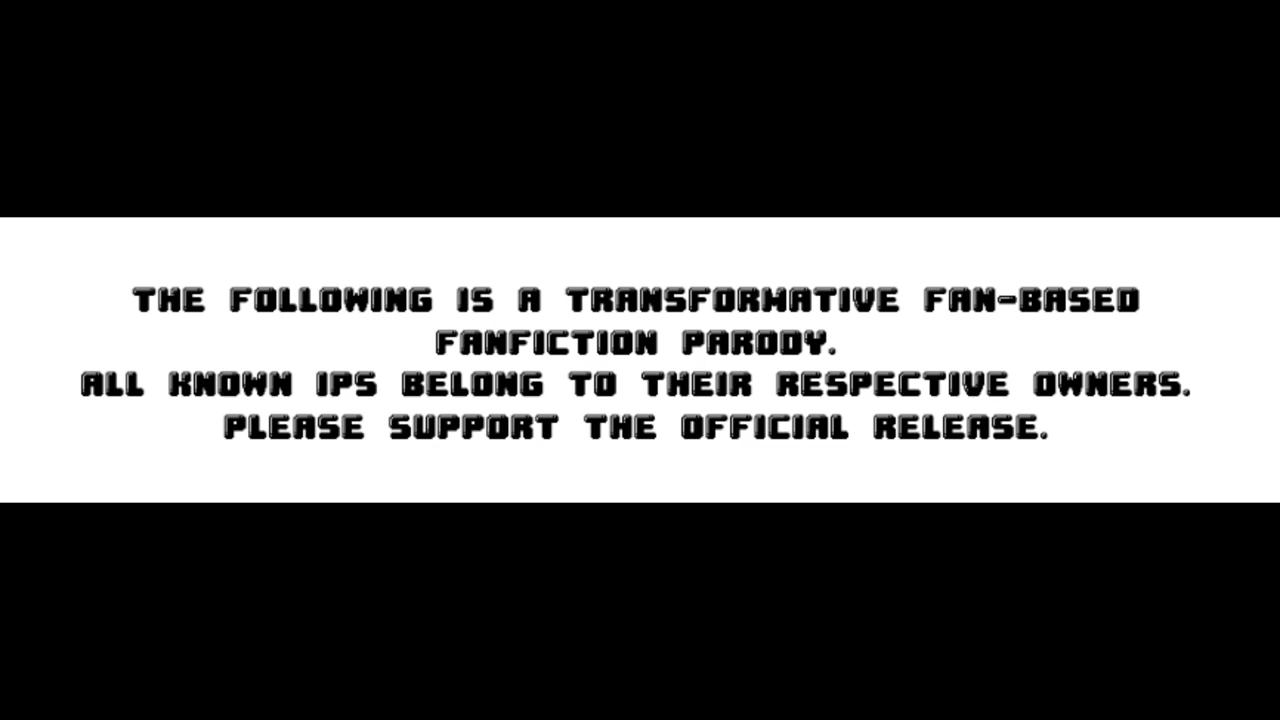 THE FOLLOWING IS A TRANSFORMATIVE FAN-BASED
FANFICTION PARODY.
ALL KNOWN IPS BELONG TO THEIR RESPECTIVE OWNERS.
PLEASE SUPPORT THE OFFICIAL RELEASE.